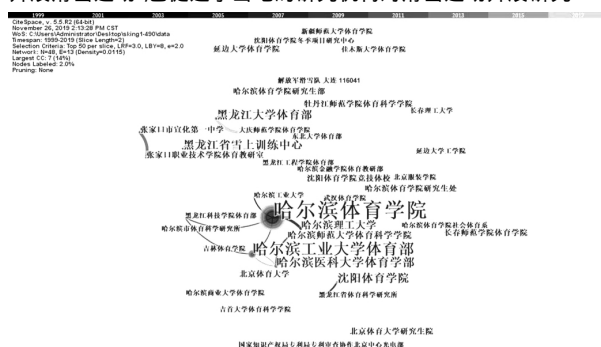 1999 2001 2003 2005 2007 2009 2011 2013 2015 2017
CiteSpace, v. 5.5.R2 (64-bit)
November 26, 2019 2:13:28 PM CST
WoS: C:\Users\Administrator\Desktop\skiing1-490\data
Timespan: 1999-2019 (Slice Length=2)
Selection Criteria: Top 50 per slice, LRF=3.0, LBY=8, e=2.0
Network: N=48, E=13 (Density=0.0115)
Largest CC: 7 (14%)
Nodes Labeled: 2.0%
Pruning: None
新疆师范大学体育学院
沈阳体育学院冬季项目研究中心
延边大学体育学院
佳木斯大学体育学院
解放军滑雪队 大连 116041
哈尔滨体育学院研究生部
牡丹江师范学院体育科学学院
长春理工大学
黑龙江大学体育部
张家口市宣化第一中学
大庆师范学院体育学院
东北大学体育部
黑龙江省雪上训练中心
延边大学工学院
张家口职业技术学院体育教研室
黑龙江工程学院体育部
哈尔滨金融学院体育教研部
沈阳体育学院竞技体校
北京服装学院
哈尔滨体育学院研究生处
哈尔滨工业大学
武汉体育学院
哈尔滨体育学院
黑龙江科技学院体育部
哈尔滨理工大学
哈尔滨体育学院社会体育系
哈尔滨市体育科学研究所
哈尔滨师范大学体育科学学院
长春师范学院体育学院
吉林体育学院
哈尔滨工业大学体育部
哈尔滨医科大学体育学部
北京体育大学
沈阳体育学院
哈尔滨商业大学体育学院
黑龙江省体育科学研究所
吉首大学体育科学学院
北京体育大学研究生院
国家知识产权局专利局专利审查协作北京中心光电部